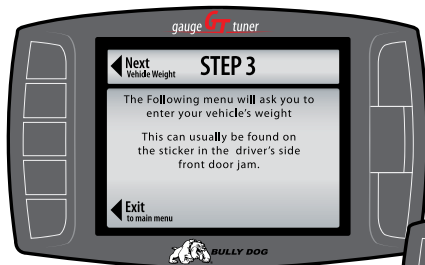 gauge GT tuner
Next
Vehicle Weight
STEP 3
The Following menu will ask you to
enter your vehicle's weight
This can usually be found on
the sticker in the driver's side
front door jam.
Exit
to main menu
BULLY DOG